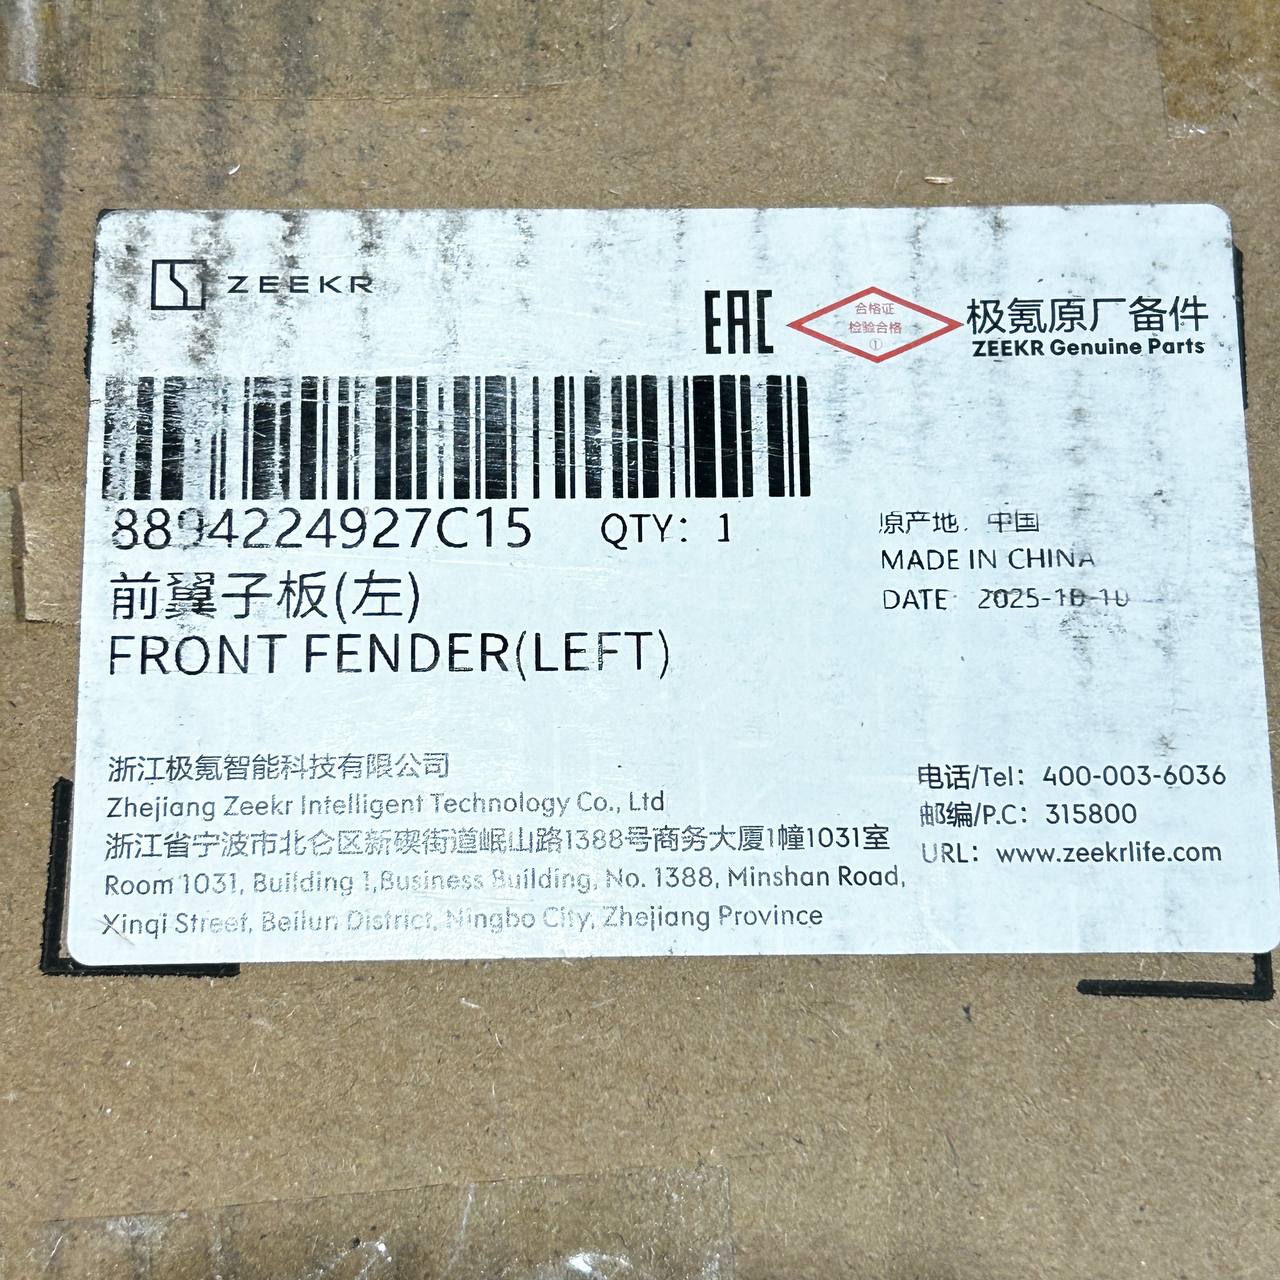 ZEEKR
EAC
合格证
检验合格
①
极氪原厂备件
ZEEKR Genuine Parts
8894224927C15 QTY: 1
前翼子板(左)
FRONT FENDER(LEFT)
原产地: 中国
MADE IN CHINA
DATE: 2025-10-10
浙江极氪智能科技有限公司
Zhejiang Zeekr Intelligent Technology Co., Ltd
浙江省宁波市北仑区新碶街道岷山路1388号商务大厦1幢1031室
Room 1031, Building 1,Business Building, No. 1388, Minshan Road,
Xinqi Street, Beilun District, Ningbo City, Zhejiang Province
电话/Tel: 400-003-6036
邮编/P.C: 315800
URL: www.zeekrlife.com